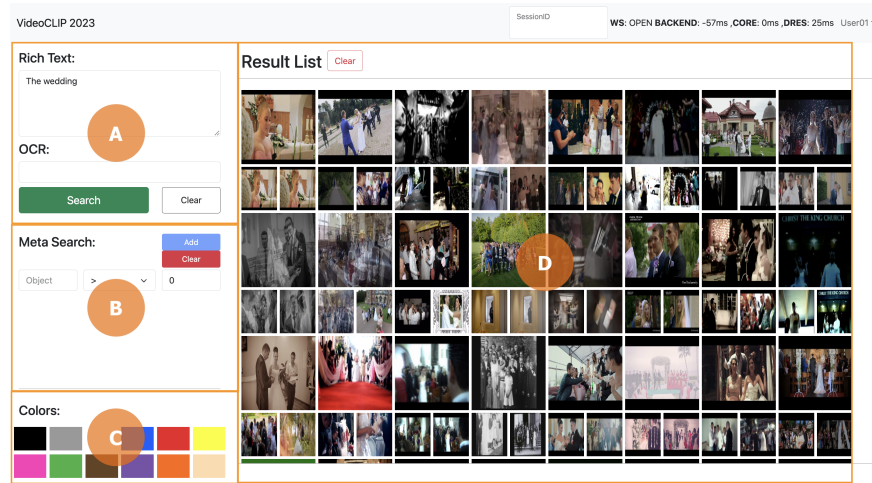 VideoCLIP 2023
SessionID
WS: OPEN BACKEND: -57ms ,CORE: 0ms ,DRES: 25ms User01
Rich Text:
The wedding
A
OCR:
Search Clear
Meta Search: Add
Clear
Object > 0
B
Colors:
C
Result List Clear
D
CHRIST THE KING CHURCH